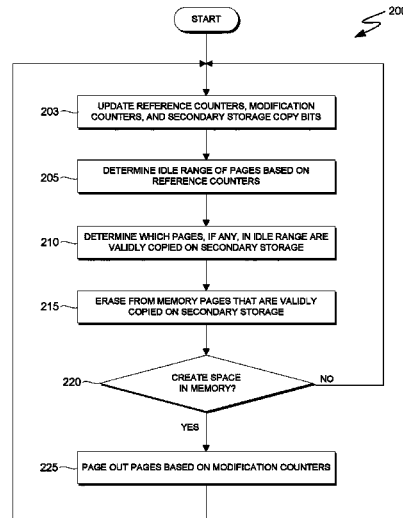 200
START
203
UPDATE REFERENCE COUNTERS, MODIFICATION
COUNTERS, AND SECONDARY STORAGE COPY BITS
205
DETERMINE IDLE RANGE OF PAGES BASED ON
REFERENCE COUNTERS
210
DETERMINE WHICH PAGES, IF ANY, IN IDLE RANGE ARE
VALIDLY COPIED ON SECONDARY STORAGE
215
ERASE FROM MEMORY PAGES THAT ARE VALIDLY
COPIED ON SECONDARY STORAGE
220
CREATE SPACE
IN MEMORY?
NO
YES
225
PAGE OUT PAGES BASED ON MODIFICATION COUNTERS